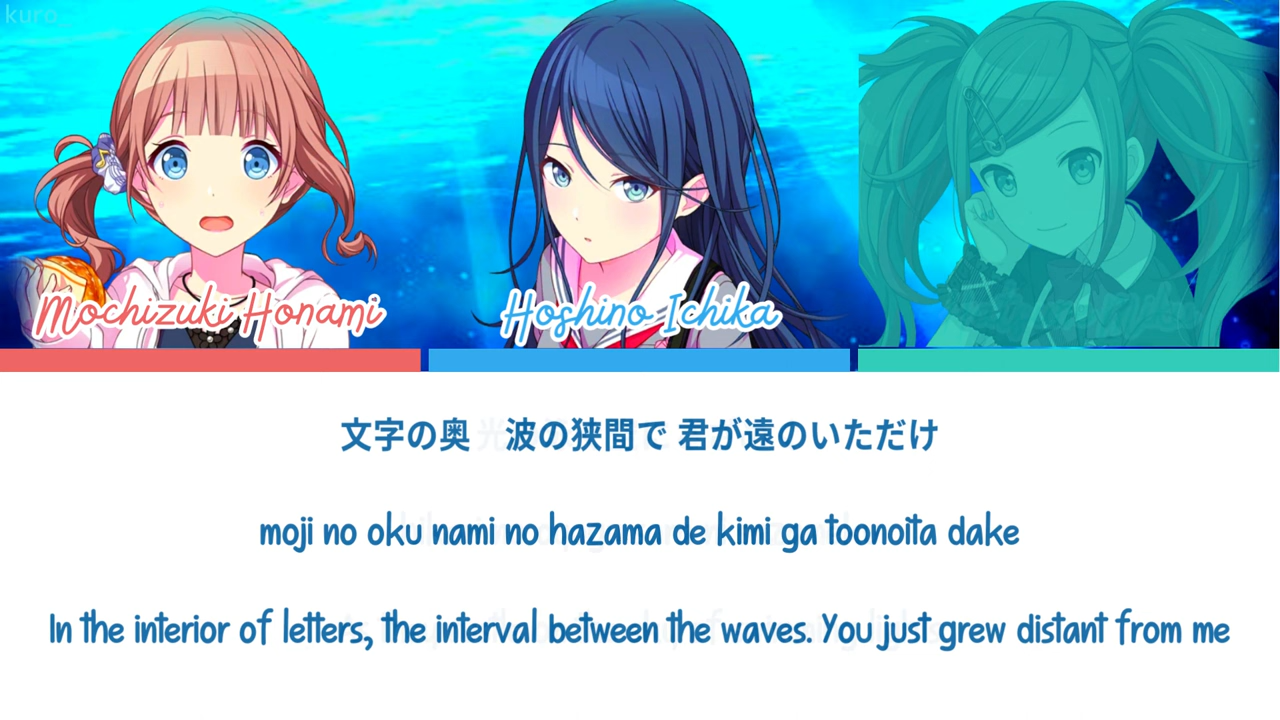 kuro_
Mochizuki Honami
Hoshino Ichika
文字の奥 波の狭間で 君が遠のいただけ
moji no oku nami no hazama de kimi ga toonoita dake
In the interior of letters, the interval between the waves. You just grew distant from me